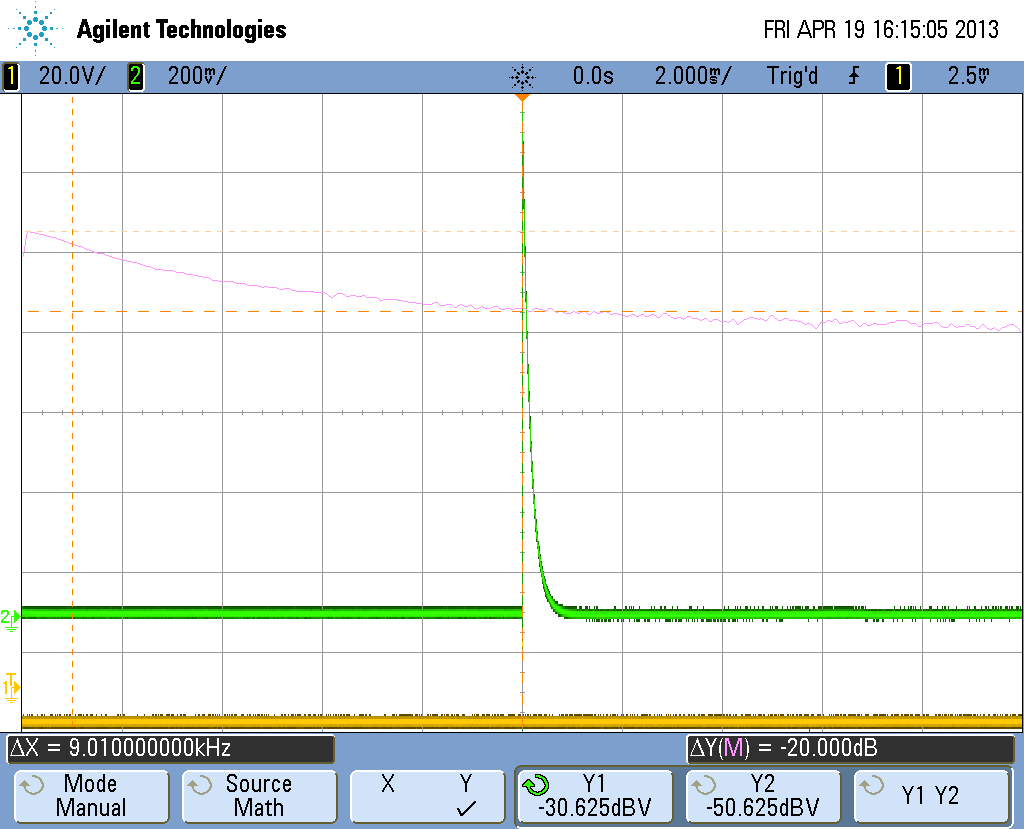 Agilent Technologies
FRI APR 19 16:15:05 2013
1 20.0V/ 2 200mV/ 0.0s 2.000ms/ Trig'd 1 2.5mV
2
T
1
ΔX = 9.010000000kHz
ΔY(M) = -20.000dB
Mode
Manual
Source
Math
X Y
✓
Y1
-30.625dBV
Y2
-50.625dBV
Y1 Y2